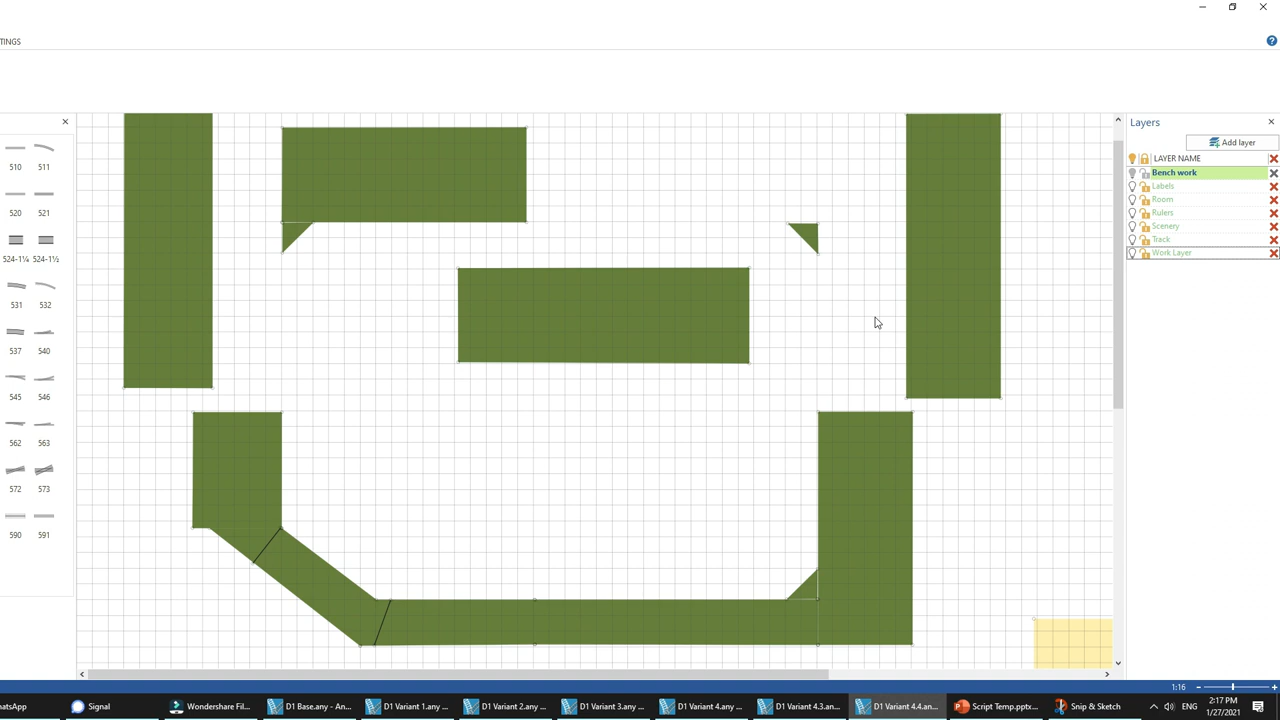 TINGS
Layers
Add layer
LAYER NAME
Bench work
Labels
Room
Rulers
Scenery
Track
Work Layer
510 511
520 521
524-1¼ 524-1½
531 532
537 540
545 546
562 563
572 573
590 591
1:16
atsApp
Signal
Wondershare Fil...
D1 Base.any - An...
D1 Variant 1.any ...
D1 Variant 2.any ...
D1 Variant 3.any ...
D1 Variant 4.any ...
D1 Variant 4.3.an...
D1 Variant 4.4.an...
Script Temp.pptx...
Snip & Sketch
2:17 PM
1/27/2021